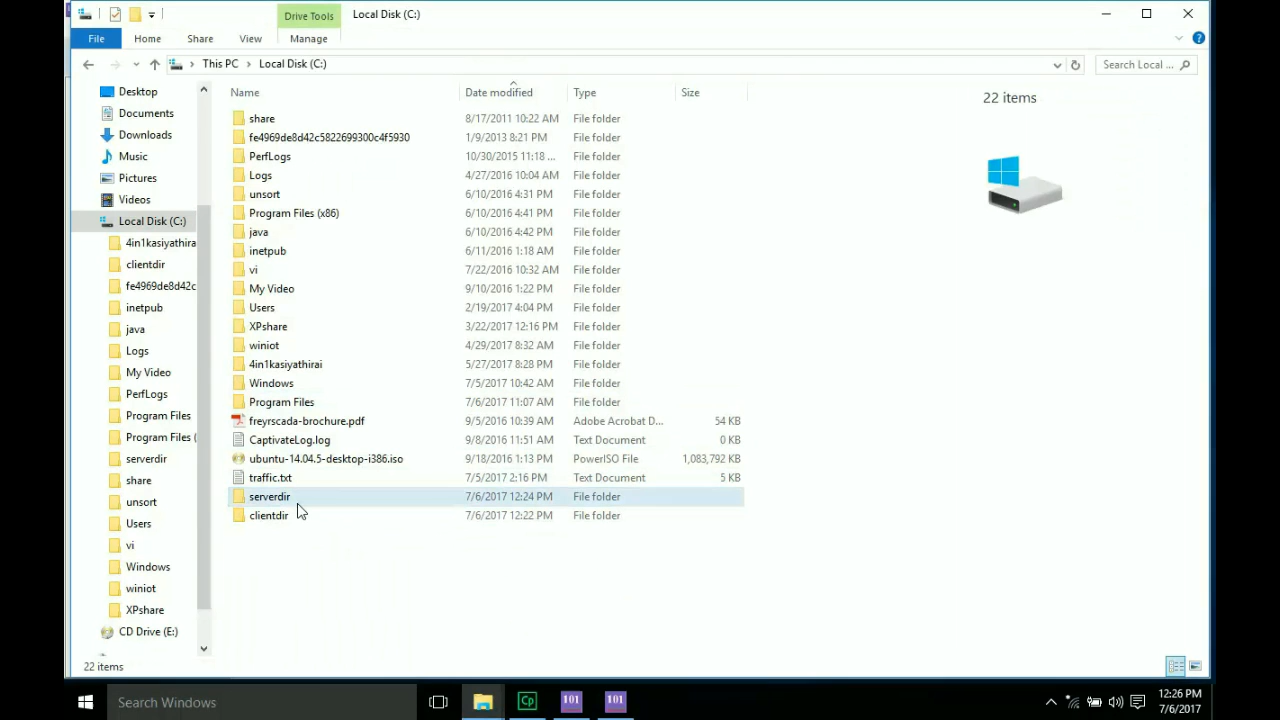 Drive Tools
Local Disk (C:)
File
Home
Share
View
Manage
This PC
Local Disk (C:)
Search Local ...
Desktop
Documents
Downloads
Music
Pictures
Videos
Local Disk (C:)
4in1kasiyathira
clientdir
fe4969de8d42c
inetpub
java
Logs
My Video
PerfLogs
Program Files
Program Files (
serverdir
share
unsort
Users
vi
Windows
winiot
XPshare
CD Drive (E:)
Name Date modified Type Size
share 8/17/2011 10:22 AM File folder
fe4969de8d42c5822699300c4f5930 1/9/2013 8:21 PM File folder
PerfLogs 10/30/2015 11:18 ... File folder
Logs 4/27/2016 10:04 AM File folder
unsort 6/10/2016 4:31 PM File folder
Program Files (x86) 6/10/2016 4:41 PM File folder
java 6/10/2016 4:42 PM File folder
inetpub 6/11/2016 1:18 AM File folder
vi 7/22/2016 10:32 AM File folder
My Video 9/10/2016 1:22 PM File folder
Users 2/19/2017 4:04 PM File folder
XPshare 3/22/2017 12:16 PM File folder
winiot 4/29/2017 8:32 AM File folder
4in1kasiyathirai 5/27/2017 8:28 PM File folder
Windows 7/5/2017 10:42 AM File folder
Program Files 7/6/2017 11:07 AM File folder
freyrscada-brochure.pdf 9/5/2016 10:39 AM Adobe Acrobat D... 54 KB
CaptivateLog.log 9/8/2016 11:51 AM Text Document 0 KB
ubuntu-14.04.5-desktop-i386.iso 9/18/2016 1:13 PM PowerISO File 1,083,792 KB
traffic.txt 7/5/2017 2:16 PM Text Document 5 KB
serverdir 7/6/2017 12:24 PM File folder
clientdir 7/6/2017 12:22 PM File folder
22 items
22 items
Search Windows
Cp
101
101
12:26 PM
7/6/2017